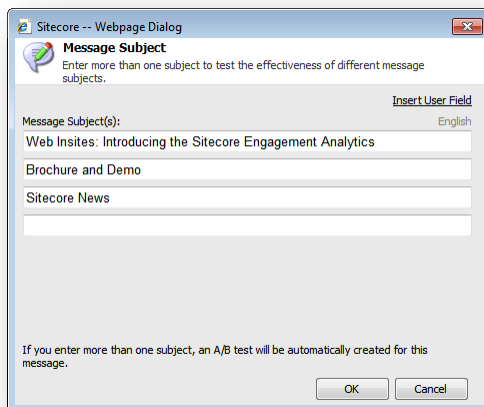 Sitecore -- Webpage Dialog
Message Subject
Enter more than one subject to test the effectiveness of different message
subjects.
Insert User Field
Message Subject(s):
English
Web Insites: Introducing the Sitecore Engagement Analytics
Brochure and Demo
Sitecore News
If you enter more than one subject, an A/B test will be automatically created for this
message.
OK
Cancel